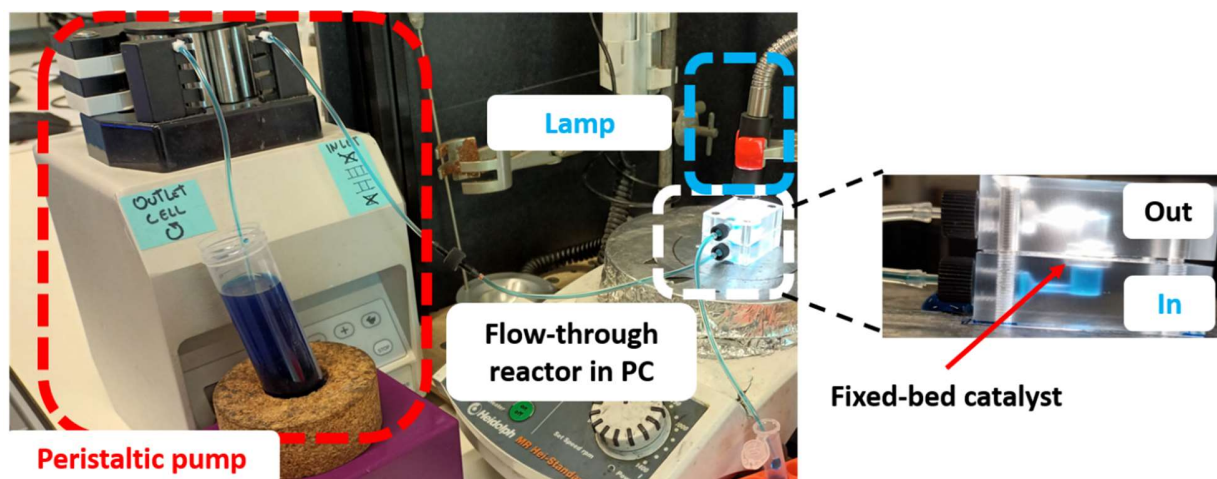 Lamp
OUTLET
CELL
INLET
Flow-through
reactor in PC
Peristaltic pump
Heidolph
MR Hei-Standard
Out
In
Fixed-bed catalyst
STOP